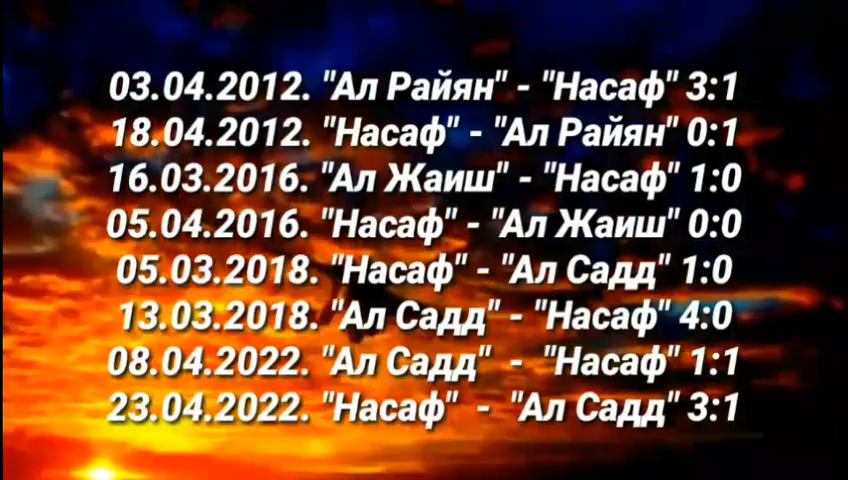 03.04.2012. "Ал Райян" - "Насаф" 3:1
18.04.2012. "Насаф" - "Ал Райян" 0:1
16.03.2016. "Ал Жаиш" - "Насаф" 1:0
05.04.2016. "Насаф" - "Ал Жаиш" 0:0
05.03.2018. "Насаф" - "Ал Садд" 1:0
13.03.2018. "Ал Садд" - "Насаф" 4:0
08.04.2022. "Ал Садд" - "Насаф" 1:1
23.04.2022. "Насаф" - "Ал Садд" 3:1